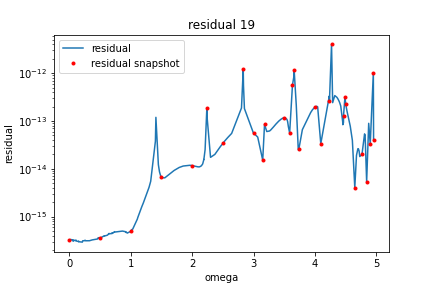 residual 19
residual
residual snapshot
10⁻¹²
10⁻¹³
10⁻¹⁴
10⁻¹⁵
residual
0 1 2 3 4 5
omega